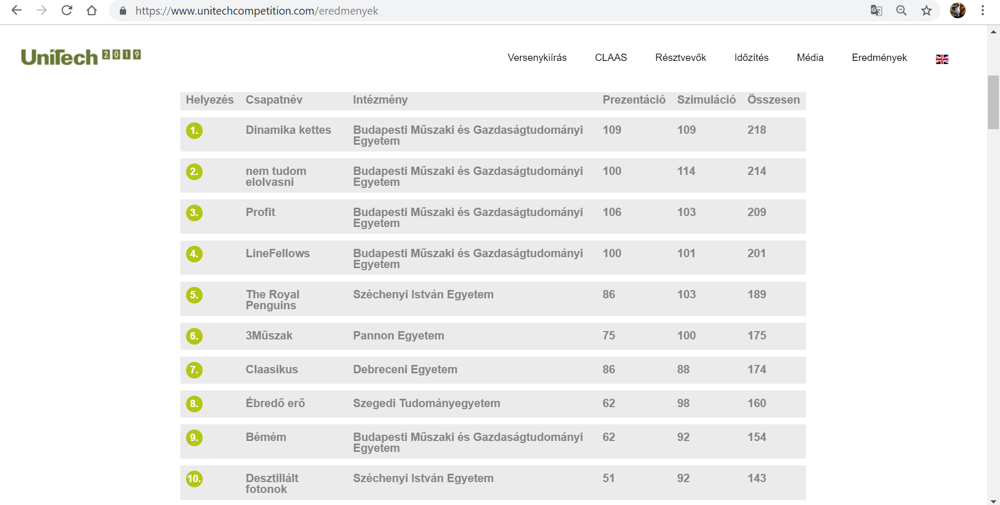 https://www.unitechcompetition.com/eredmenyek
UniTech 2019
Versenykiírás CLAAS Résztvevők Időzítés Média Eredmények
Helyezés Csapatnév Intézmény Prezentáció Szimuláció Összesen
1. Dinamika kettes Budapesti Műszaki és Gazdaságtudományi 109 109 218
Egyetem
2. nem tudom Budapesti Műszaki és Gazdaságtudományi 100 114 214
elolvasni Egyetem
3. Profit Budapesti Műszaki és Gazdaságtudományi 106 103 209
Egyetem
4. LineFellows Budapesti Műszaki és Gazdaságtudományi 100 101 201
Egyetem
5. The Royal Széchenyi István Egyetem 86 103 189
Penguins
6. 3Műszak Pannon Egyetem 75 100 175
7. Claasikus Debreceni Egyetem 86 88 174
8. Ébredő erő Szegedi Tudományegyetem 62 98 160
9. Bémém Budapesti Műszaki és Gazdaságtudományi 62 92 154
Egyetem
10. Desztillált Széchenyi István Egyetem 51 92 143
fotonok